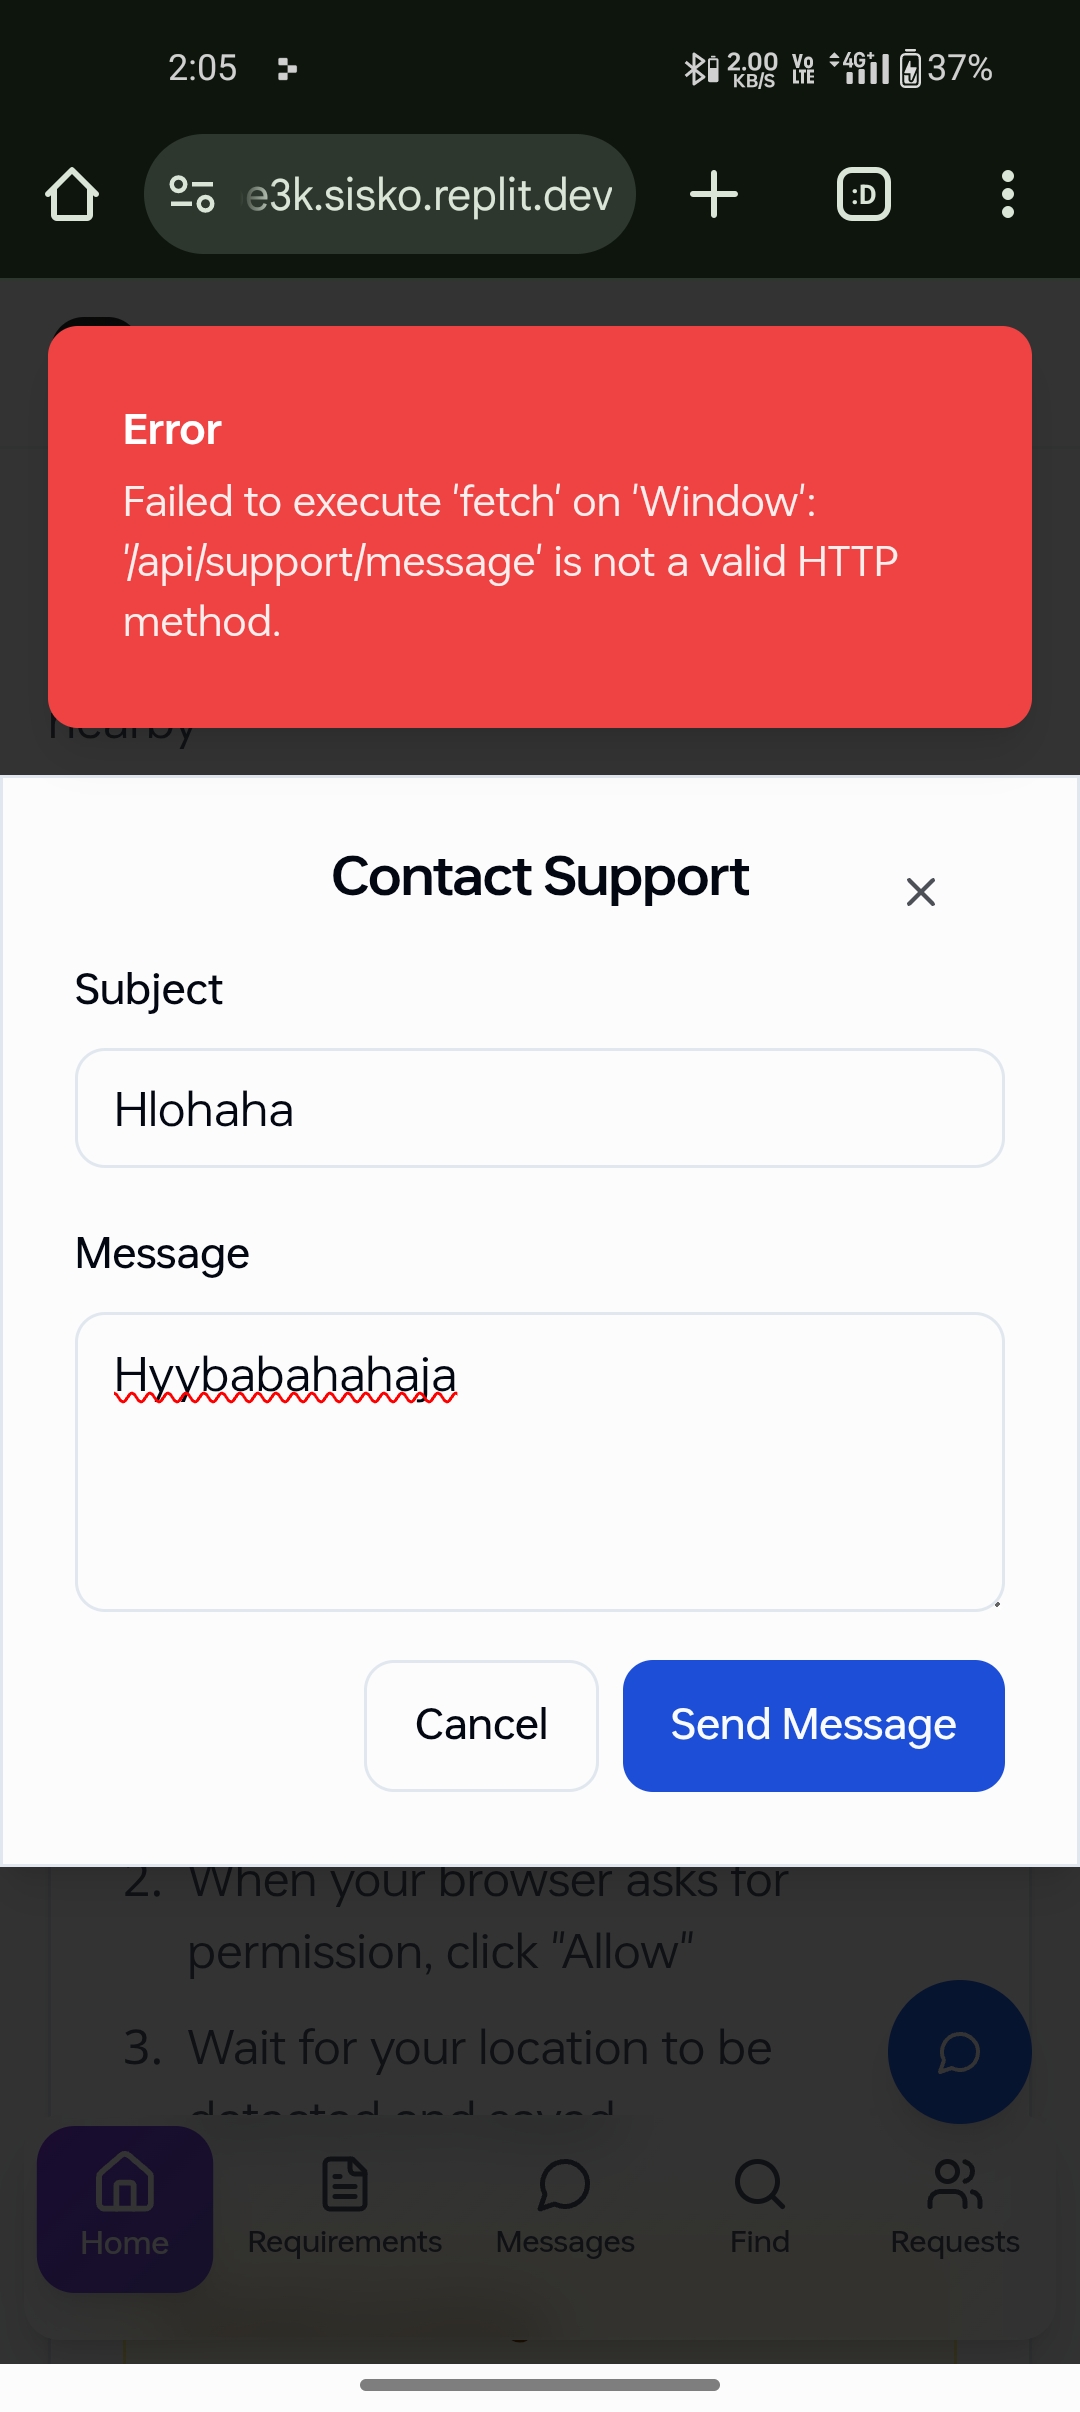 2:05
2.00 KB/S Vo LTE 4G+ 37%
e3k.sisko.replit.dev
:D
Error
Failed to execute 'fetch' on 'Window':
'/api/support/message' is not a valid HTTP
method.
nearby
Contact Support
Subject
Hlohaha
Message
Hyybabahahaja
Cancel
Send Message
2. When your browser asks for
permission, click "Allow"
3. Wait for your location to be
detected and saved
Home
Requirements
Messages
Find
Requests